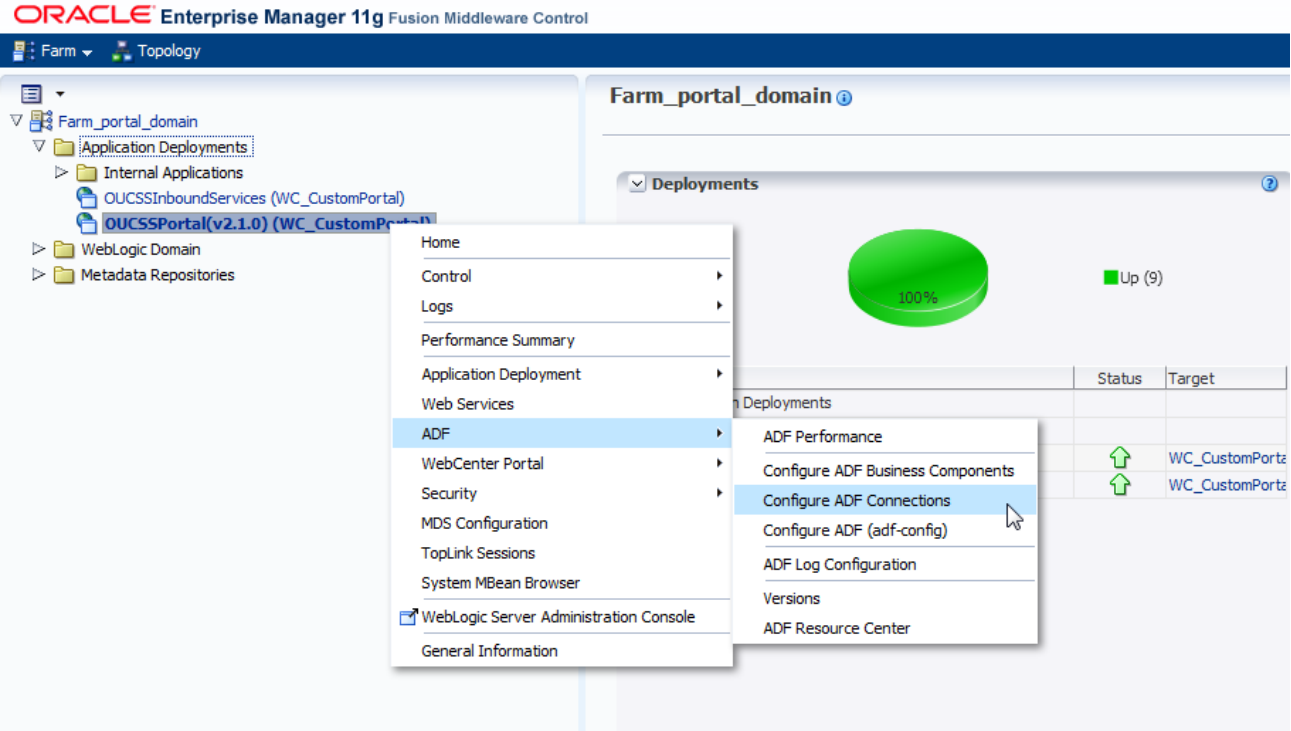 ORACLE Enterprise Manager 11g Fusion Middleware Control
Farm Topology
Farm_portal_domain
Application Deployments
Internal Applications
OUCSSInboundServices (WC_CustomPortal)
OUCSSPortal(v2.1.0) (WC_CustomPortal)
WebLogic Domain
Metadata Repositories
Home
Control
Logs
Performance Summary
Application Deployment
Web Services
ADF
WebCenter Portal
Security
MDS Configuration
TopLink Sessions
System MBean Browser
WebLogic Server Administration Console
General Information
ADF Performance
Configure ADF Business Components
Configure ADF Connections
Configure ADF (adf-config)
ADF Log Configuration
Versions
ADF Resource Center
Farm_portal_domain
Deployments
100%
Up (9)
Status Target
Deployments
WC_CustomPorta
WC_CustomPorta